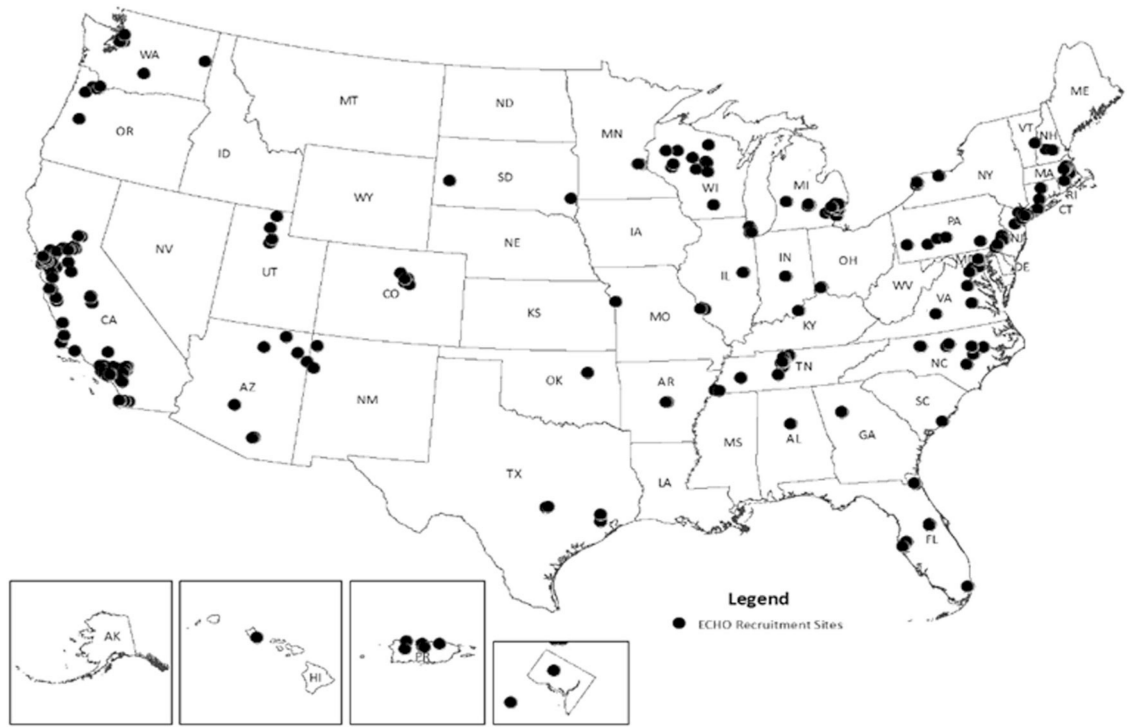 WA
MT
ND
MN
ME
VT
NH
OR
ID
SD
WI
MI
NY
MA
RI
CT
WY
IA
PA
NJ
NE
NV
UT
IL
IN
OH
MD
DE
CO
WV
VA
CA
KS
MO
KY
NC
TN
AZ
NM
OK
AR
SC
MS
AL
GA
TX
LA
FL
Legend
ECHO Recruitment Sites
AK
HI
PR